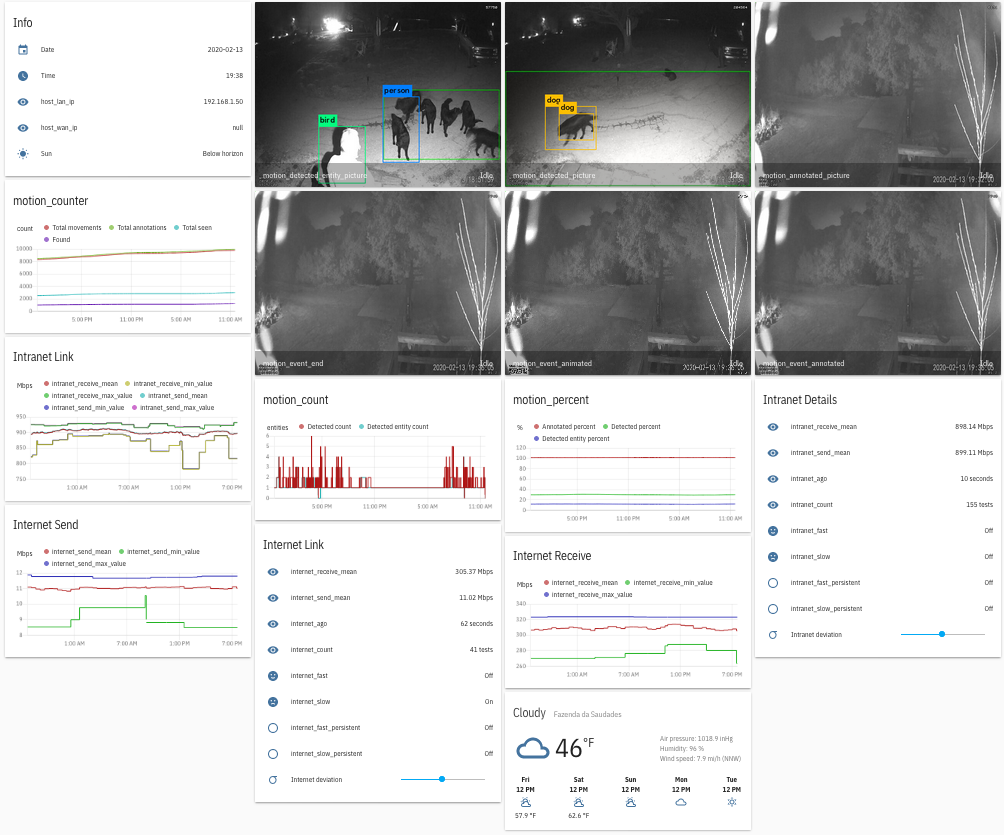 Info
Date 2020-02-13
Time 19:38
host_lan_ip 192.168.1.50
host_wan_ip null
Sun Below horizon
motion_counter
count
Total movements Total annotations Total seen
Found
10000
8000
6000
4000
2000
0
5:00 PM 11:00 PM 5:00 AM 11:00 AM
Intranet Link
Mbps
intranet_receive_mean intranet_receive_min_value
intranet_receive_max_value intranet_send_mean
intranet_send_min_value intranet_send_max_value
950
900
850
800
750
1:00 AM 7:00 AM 1:00 PM 7:00 PM
Internet Send
Mbps
internet_send_mean internet_send_min_value
internet_send_max_value
12
11
10
9
8
1:00 AM 7:00 AM 1:00 PM 7:00 PM
person
bird
motion_detected_entity_picture Idle
dog
dog
motion_detected_picture Idle
motion_annotated_picture Idle
motion_event_end Idle
motion_event_animated Idle
motion_event_annotated Idle
motion_count
entities
Detected count Detected entity count
6
5
4
3
2
1
0
5:00 PM 11:00 PM 5:00 AM 11:00 AM
Internet Link
internet_receive_mean 305.37 Mbps
internet_send_mean 11.02 Mbps
internet_ago 62 seconds
internet_count 41 tests
internet_fast Off
internet_slow On
internet_fast_persistent Off
internet_slow_persistent Off
Internet deviation
motion_percent
%
Annotated percent Detected percent
Detected entity percent
120
100
80
60
40
20
0
5:00 PM 11:00 PM 5:00 AM 11:00 AM
Internet Receive
Mbps
internet_receive_mean internet_receive_min_value
internet_receive_max_value
340
320
300
280
260
1:00 AM 7:00 AM 1:00 PM 7:00 PM
Cloudy Fazenda da Saudades
46 °F
Air pressure: 1018.9 inHg
Humidity: 96 %
Wind speed: 7.9 mi/h (NNW)
Fri Sat Sun Mon Tue
12 PM 12 PM 12 PM 12 PM 12 PM
57.9 °F 62.6 °F
Intranet Details
intranet_receive_mean 898.14 Mbps
intranet_send_mean 899.11 Mbps
intranet_ago 10 seconds
intranet_count 155 tests
intranet_fast Off
intranet_slow Off
intranet_fast_persistent Off
intranet_slow_persistent Off
Intranet deviation